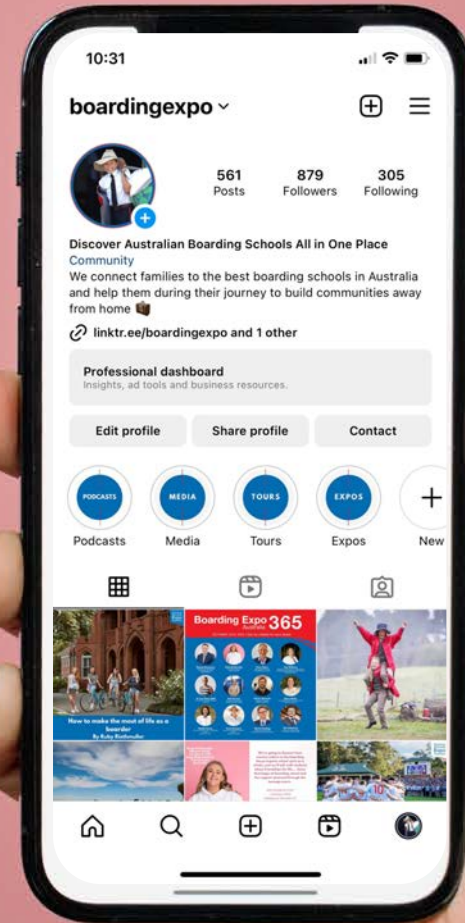 10:31
boardingexpo
561
879
305
Posts
Followers
Following
Discover Australian Boarding Schools All in One Place
Community
We connect families to the best boarding schools in Australia
and help them during their journey to build communities away
from home
linktr.ee/boardingexpo and 1 other
Professional dashboard
Insights, ad tools and business resources.
Edit profile
Share profile
Contact
PODCASTS
MEDIA
TOURS
EXPOS
Podcasts
Media
Tours
Expos
New
How to make the most of life as a
boarder
By Ruby Riethmuller
Boarding Expo 365
Australia